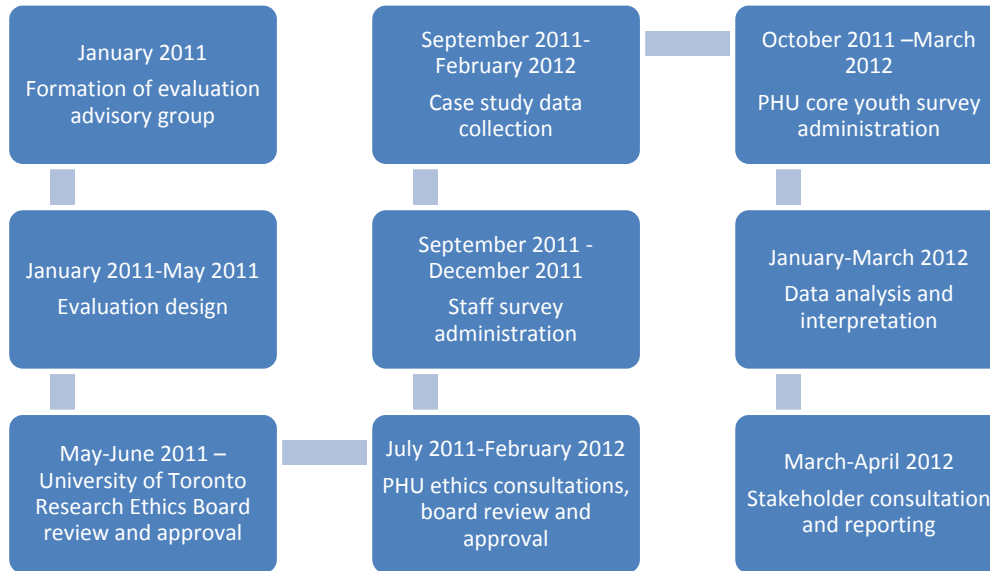 January 2011
Formation of evaluation
advisory group
January 2011-May 2011
Evaluation design
May-June 2011 –
University of Toronto
Research Ethics Board
review and approval
July 2011-February 2012
PHU ethics consultations,
board review and
approval
September 2011 -
December 2011
Staff survey
administration
September 2011-
February 2012
Case study data
collection
October 2011 –March
2012
PHU core youth survey
administration
January-March 2012
Data analysis and
interpretation
March-April 2012
Stakeholder consultation
and reporting